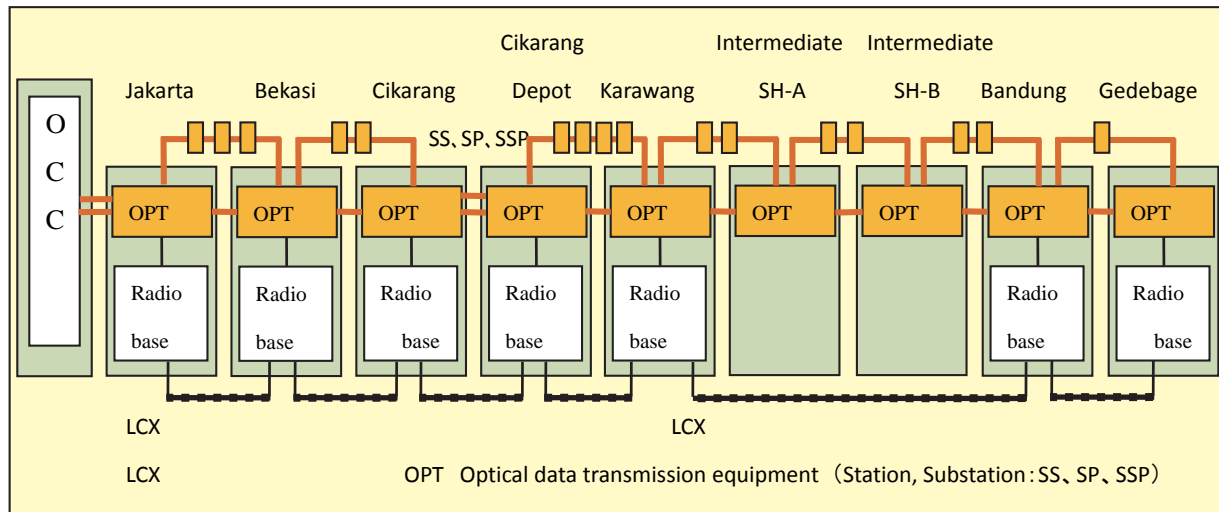 Cikarang Intermediate Intermediate
Jakarta Bekasi Cikarang Depot Karawang SH-A SH-B Bandung Gedebage
O
C
C
SS、SP、SSP
OPT OPT OPT OPT OPT OPT OPT OPT OPT
Radio Radio Radio Radio Radio Radio Radio
base base base base base base base
LCX LCX
LCX OPT Optical data transmission equipment（Station, Substation：SS、SP、SSP）